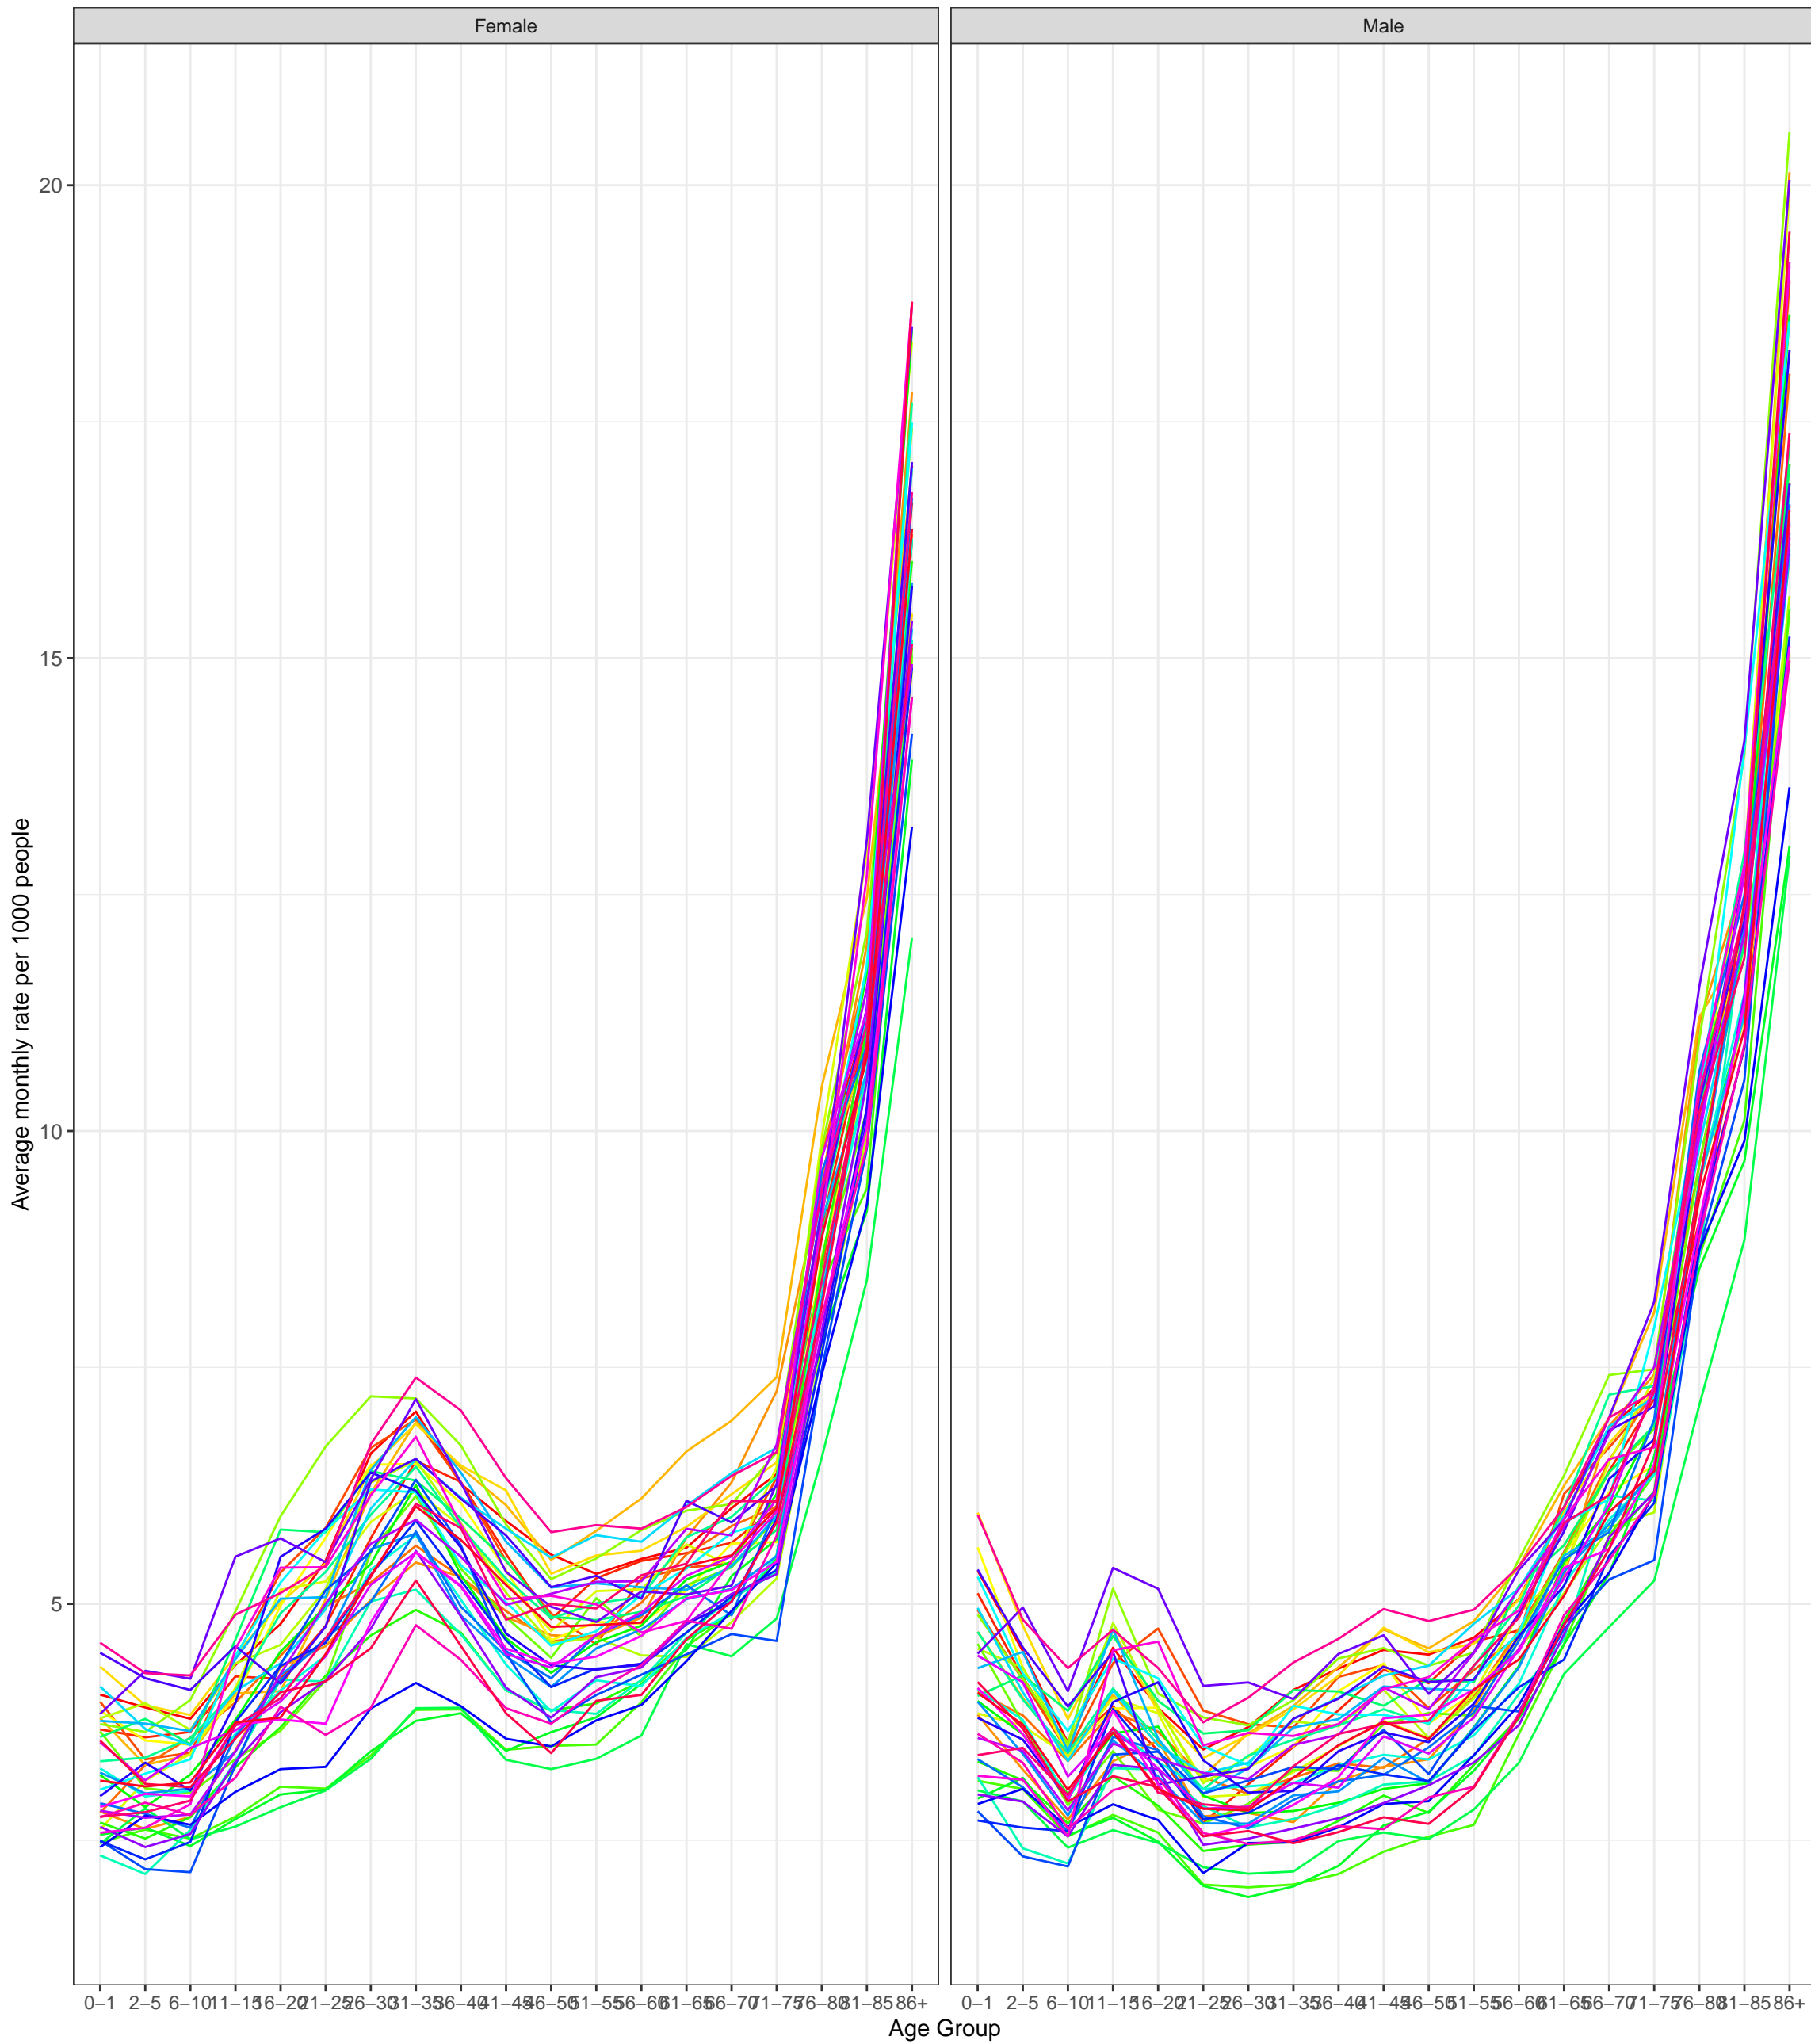 Female Male
20
15
10
5
Average monthly rate per 1000 people
0–1 2–5 6–10 11–15 16–20 21–25 26–30 31–35 36–40 41–45 46–50 51–55 56–60 61–65 66–70 71–75 76–80 81–85 86+ 0–1 2–5 6–10 11–15 16–20 21–25 26–30 31–35 36–40 41–45 46–50 51–55 56–60 61–65 66–70 71–75 76–80 81–85 86+
Age Group